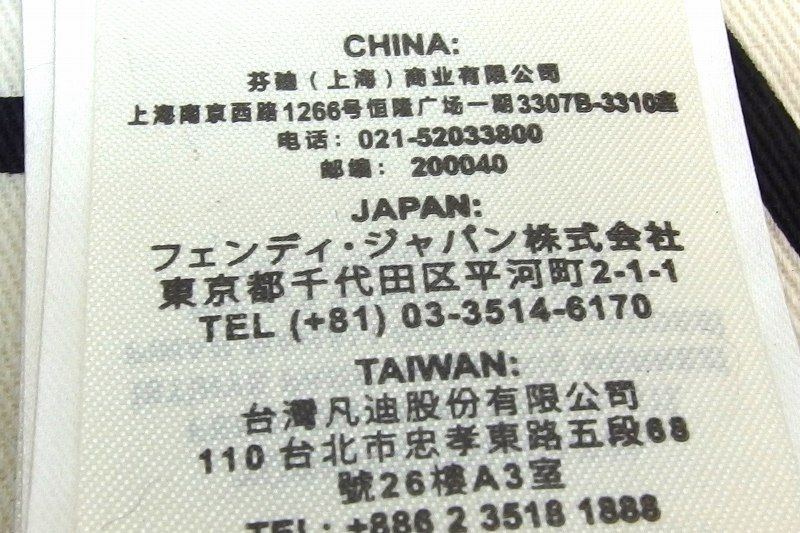 CHINA:
芬迪（上海）商业有限公司
上海南京西路1266号恒隆广场一期3307B-3310室
电话： 021-52033800
邮编： 200040
JAPAN:
フェンディ・ジャパン株式会社
東京都千代田区平河町2-1-1
TEL (+81) 03-3514-6170
TAIWAN:
台灣凡迪股份有限公司
110 台北市忠孝東路五段68
號26樓A3室
TEL: +886 2 3518 1888